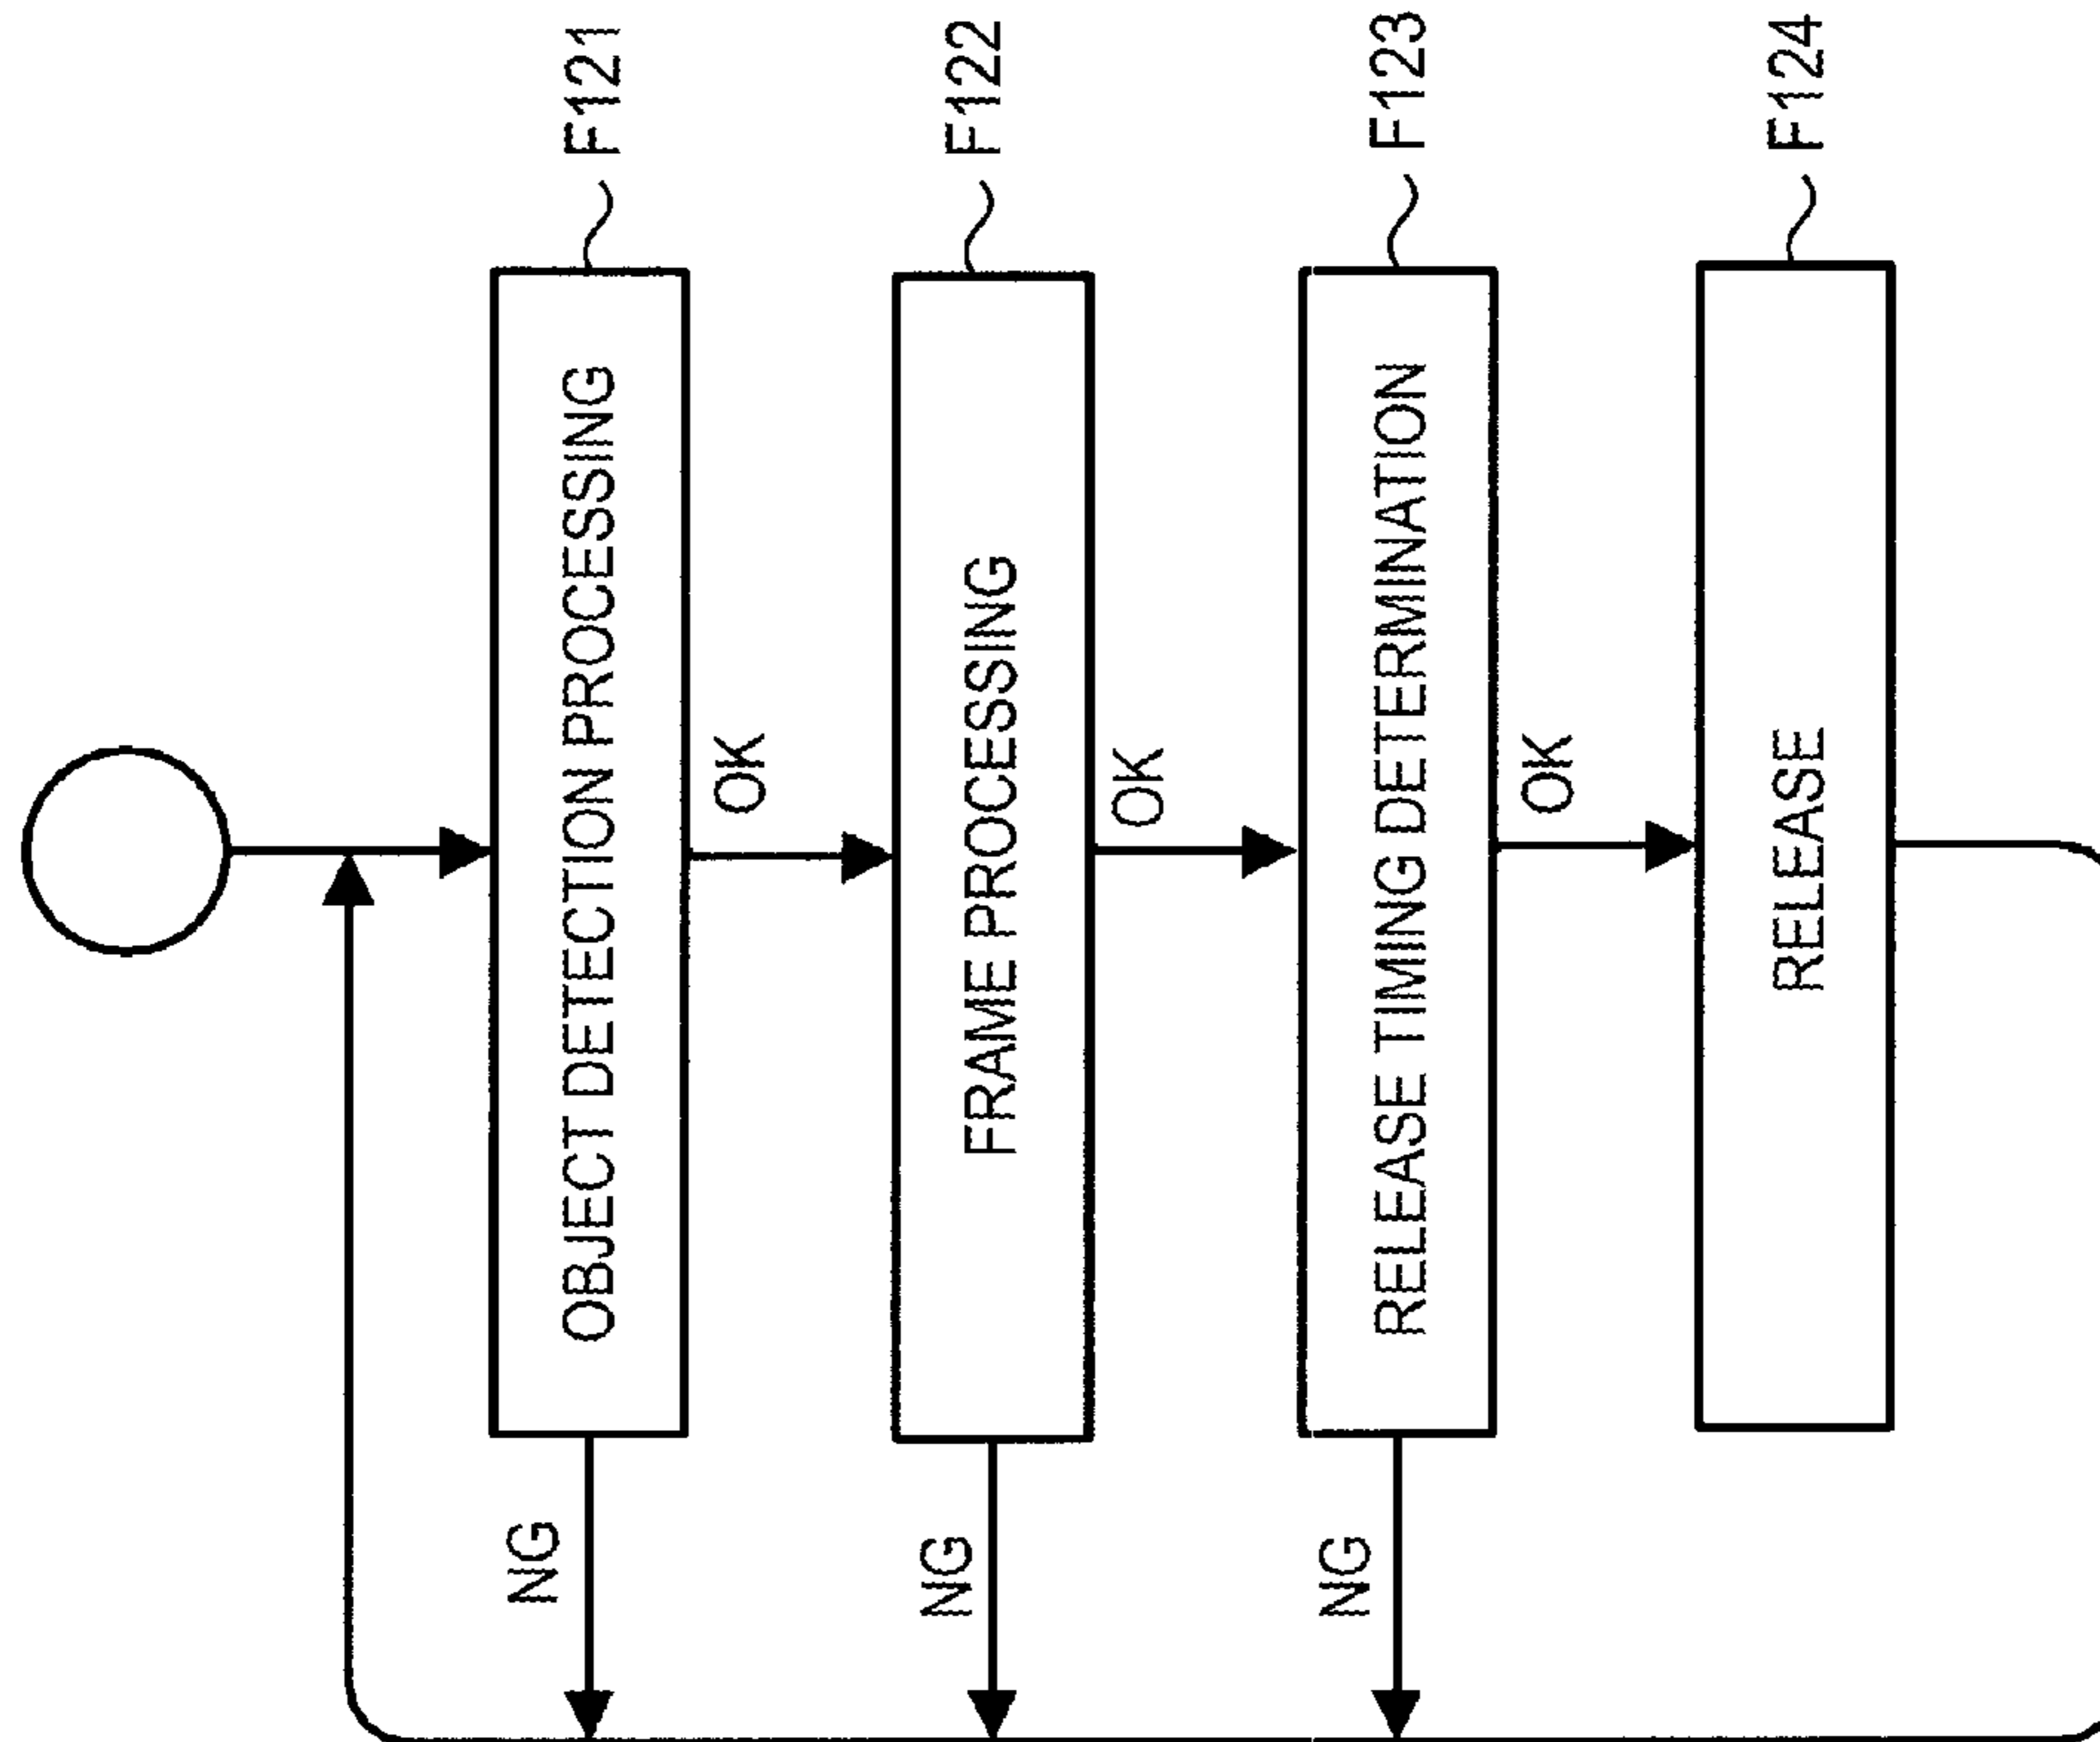 OBJECT DETECTION PROCESSING
F121
NG
OK
FRAME PROCESSING
F122
NG
OK
RELEASE TIMING DETERMINATION
F123
NG
OK
RELEASE
F124